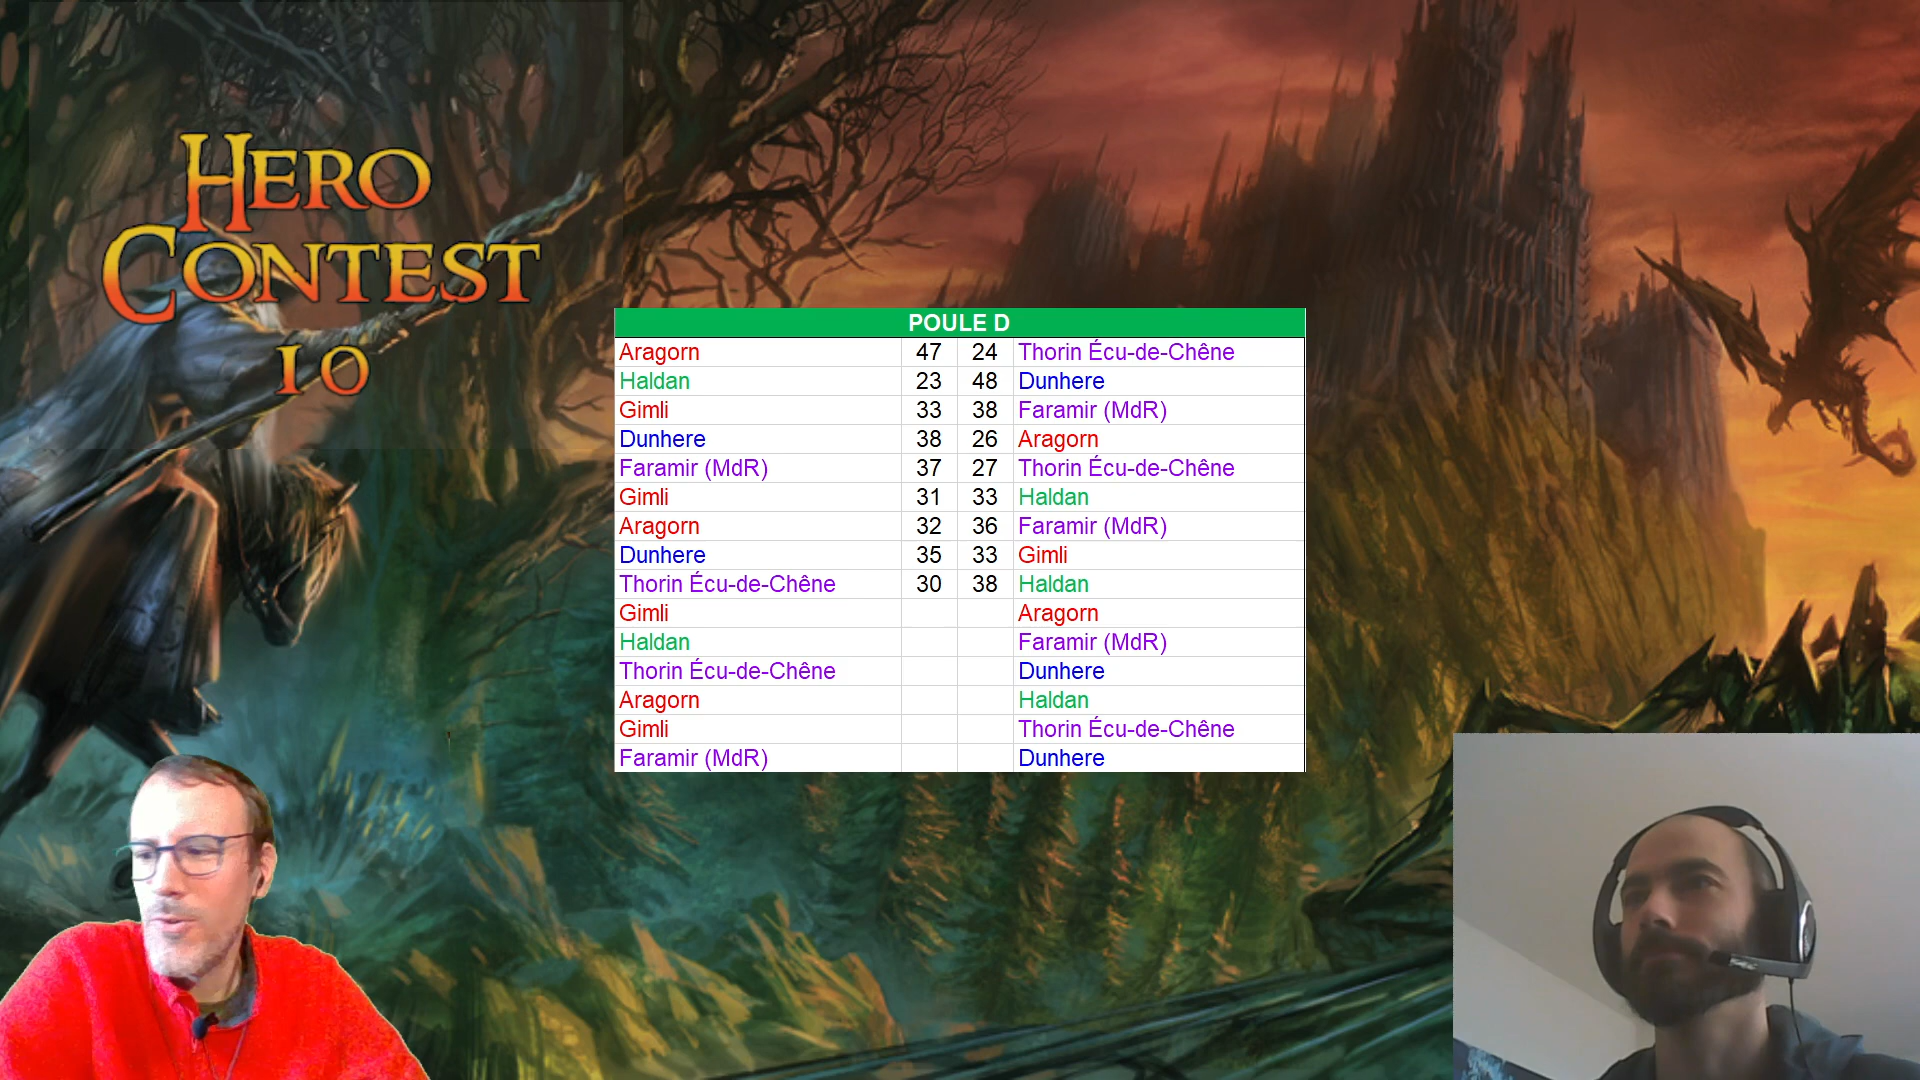 HERO
CONTEST
10
POULE D
Aragorn 47 24 Thorin Écu-de-Chêne
Haldan 23 48 Dunhere
Gimli 33 38 Faramir (MdR)
Dunhere 38 26 Aragorn
Faramir (MdR) 37 27 Thorin Écu-de-Chêne
Gimli 31 33 Haldan
Aragorn 32 36 Faramir (MdR)
Dunhere 35 33 Gimli
Thorin Écu-de-Chêne 30 38 Haldan
Gimli Aragorn
Haldan Faramir (MdR)
Thorin Écu-de-Chêne Dunhere
Aragorn Haldan
Gimli Thorin Écu-de-Chêne
Faramir (MdR) Dunhere